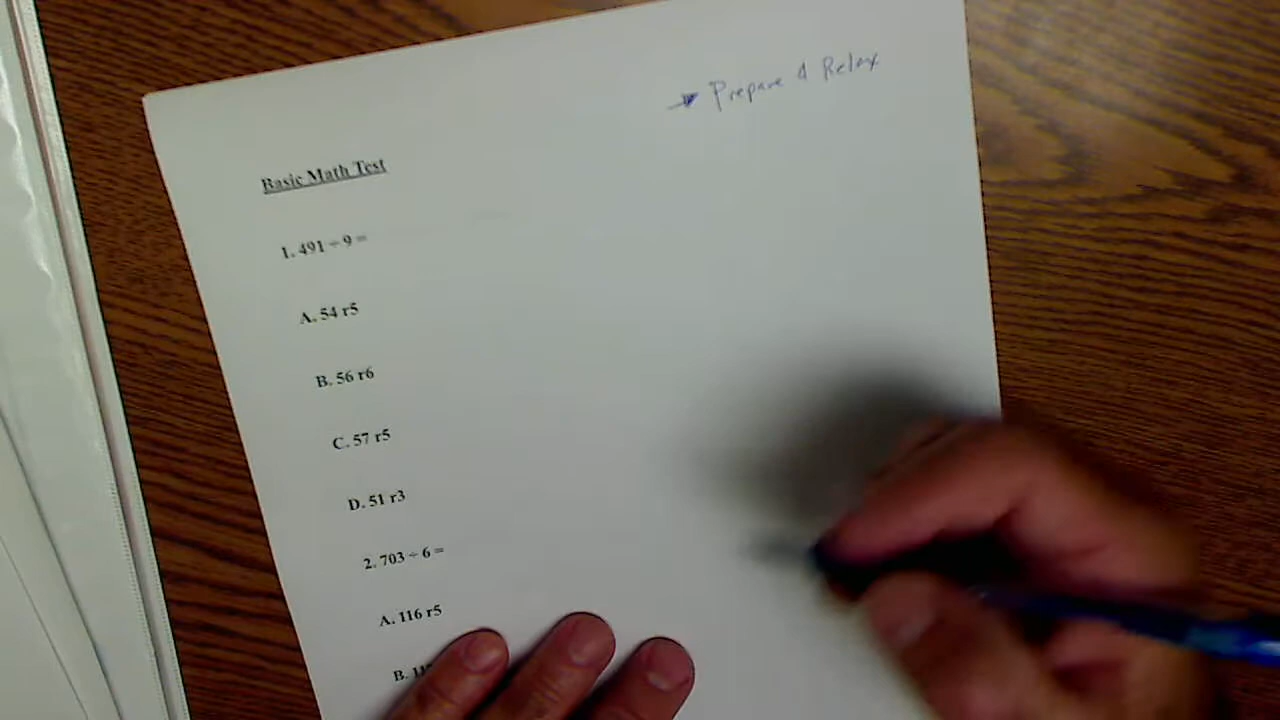 Prepare & Relax
Basic Math Test
1. 491 ÷ 9 =
A. 54 r5
B. 56 r6
C. 57 r5
D. 51 r3
2. 703 ÷ 6 =
A. 116 r5
B.